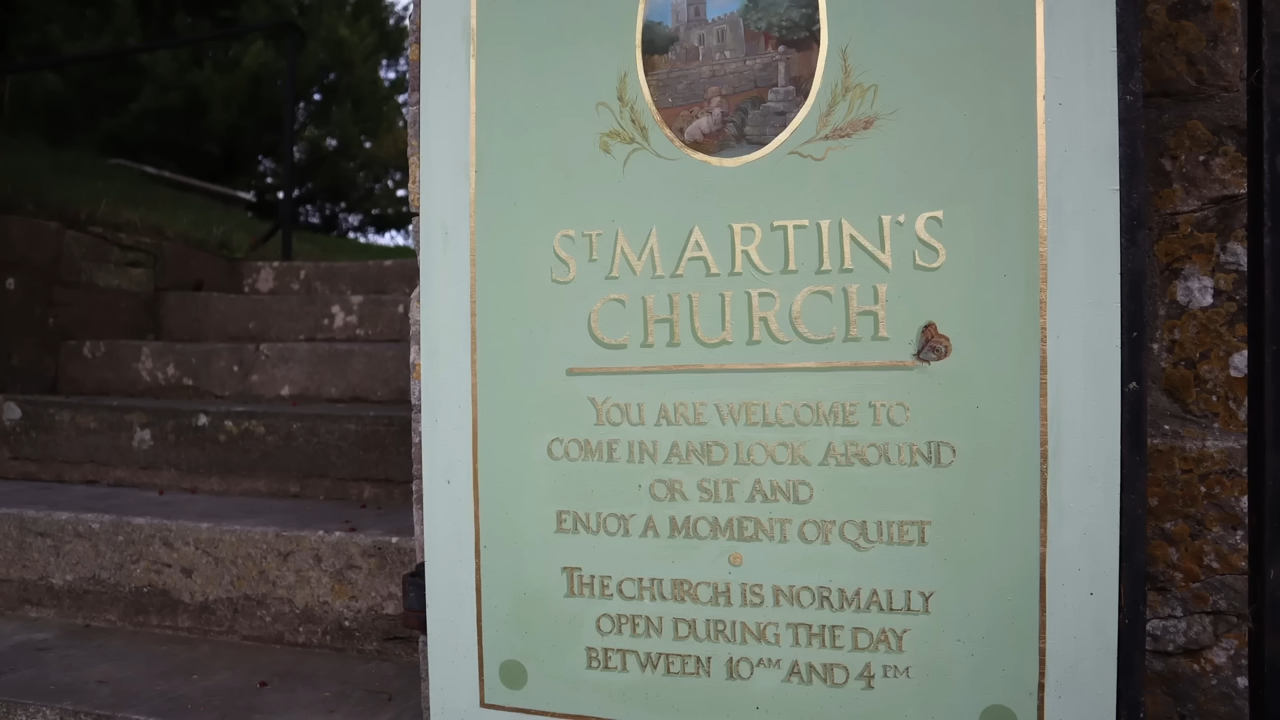 ST MARTIN'S
CHURCH
YOU ARE WELCOME TO
COME IN AND LOOK AROUND
OR SIT AND
ENJOY A MOMENT OF QUIET
THE CHURCH IS NORMALLY
OPEN DURING THE DAY
BETWEEN 10AM AND 4PM